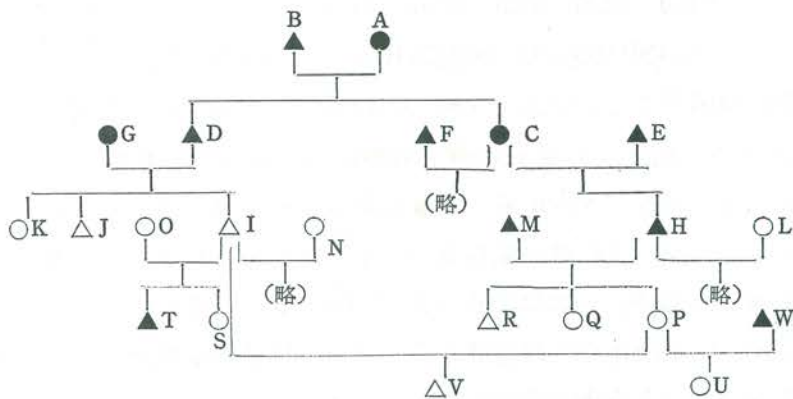 B A
G D F C E
(略)
K J O I N M H L
(略) (略)
T S R Q P W
V U